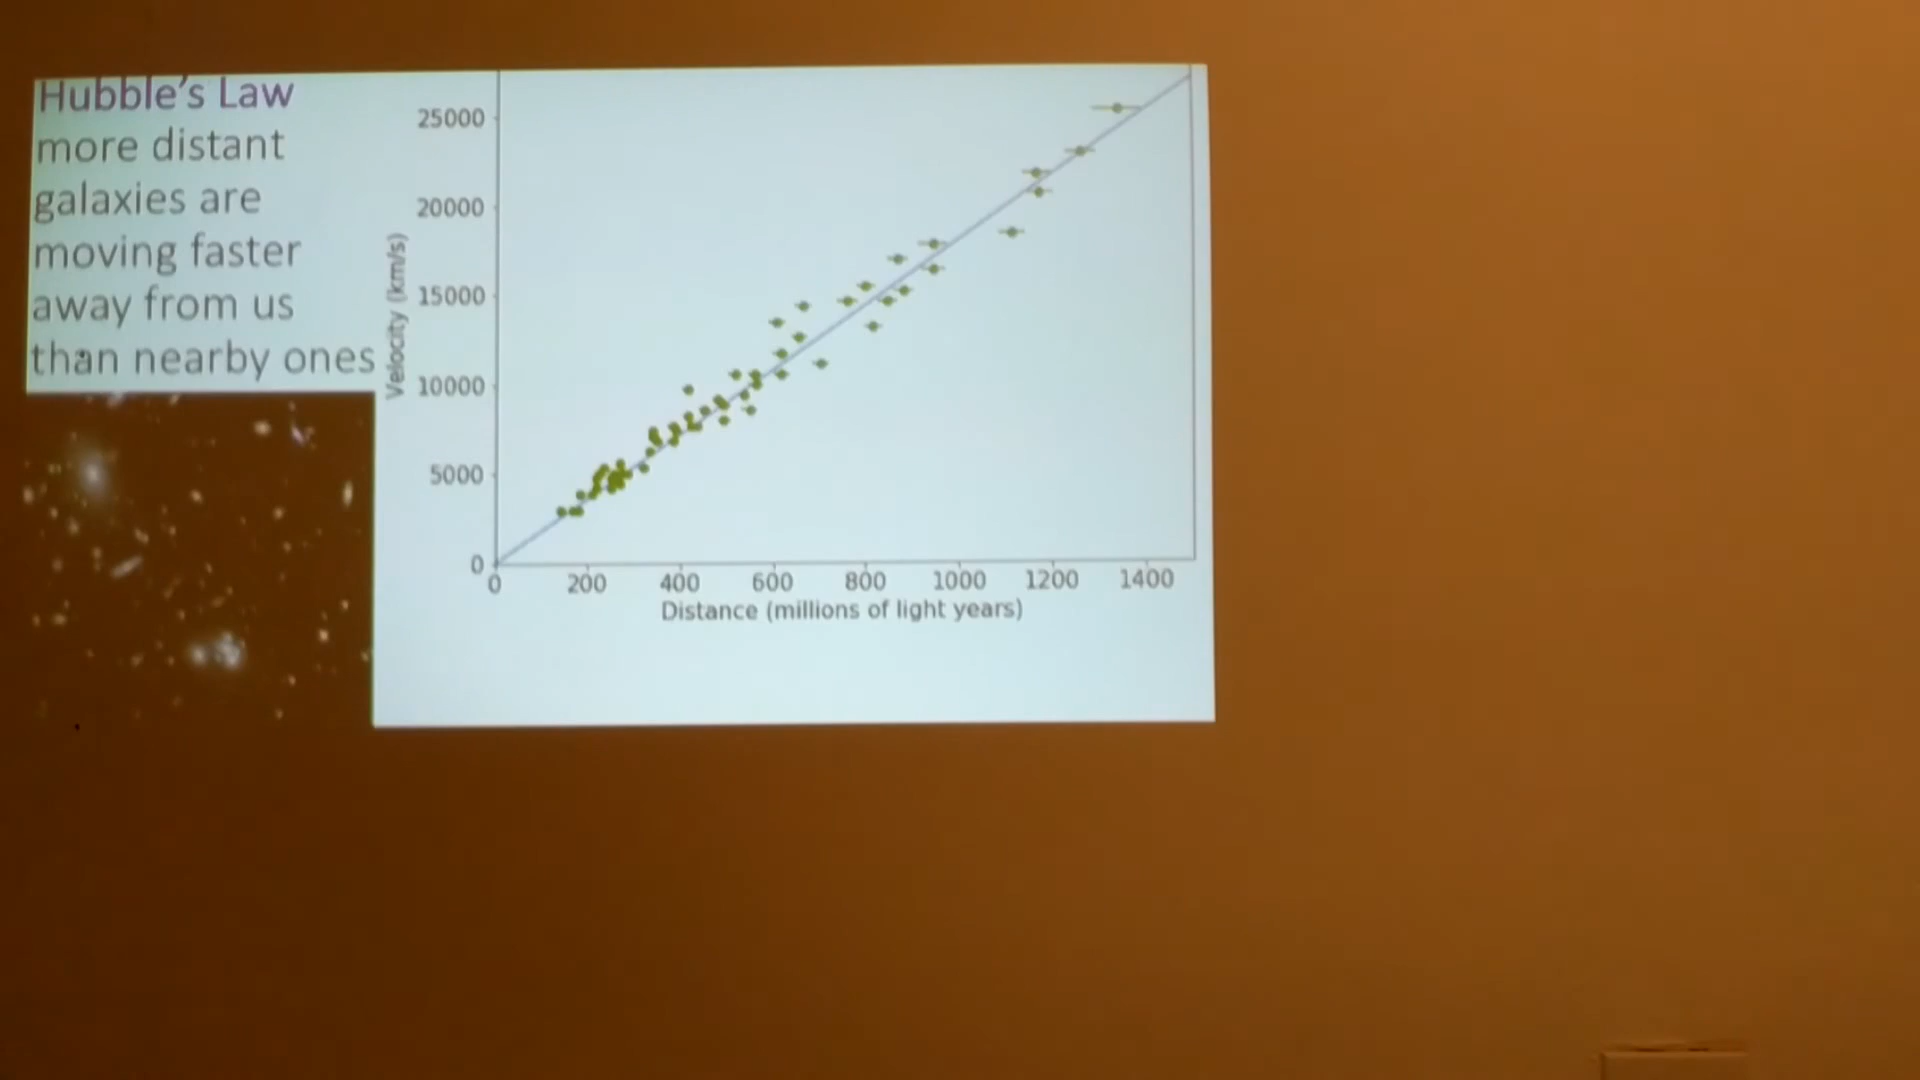 Hubble's Law
more distant
galaxies are
moving faster
away from us
than nearby ones
Velocity (km/s)
25000
20000
15000
10000
5000
0
0 200 400 600 800 1000 1200 1400
Distance (millions of light years)